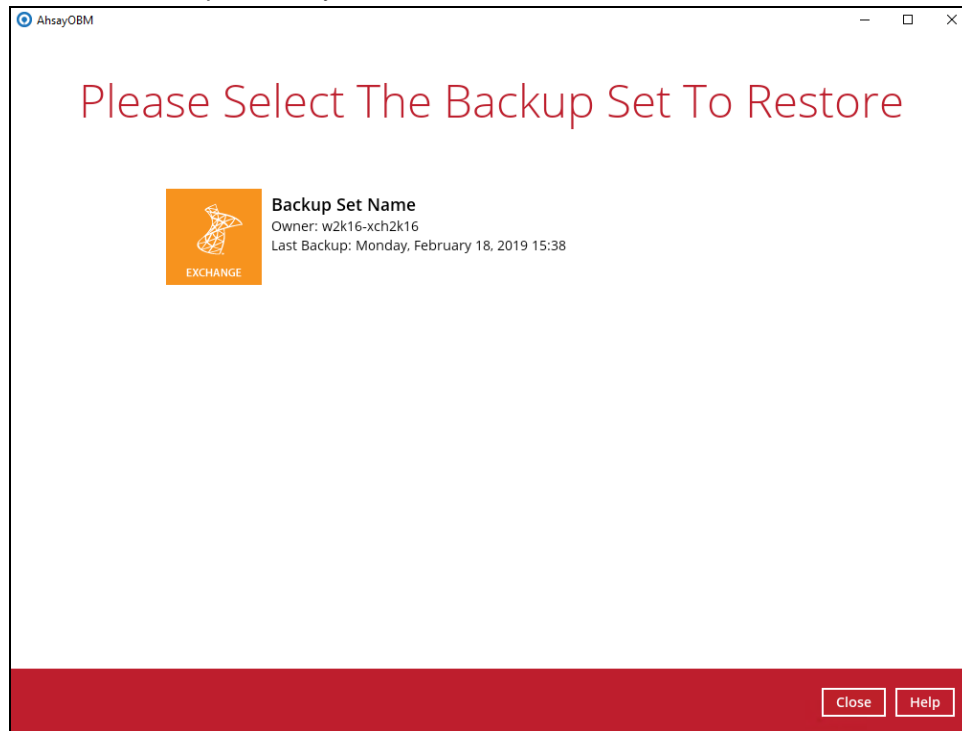 AhsayOBM
Please Select The Backup Set To Restore
Backup Set Name
Owner: w2k16-xch2k16
Last Backup: Monday, February 18, 2019 15:38
EXCHANGE
Close Help